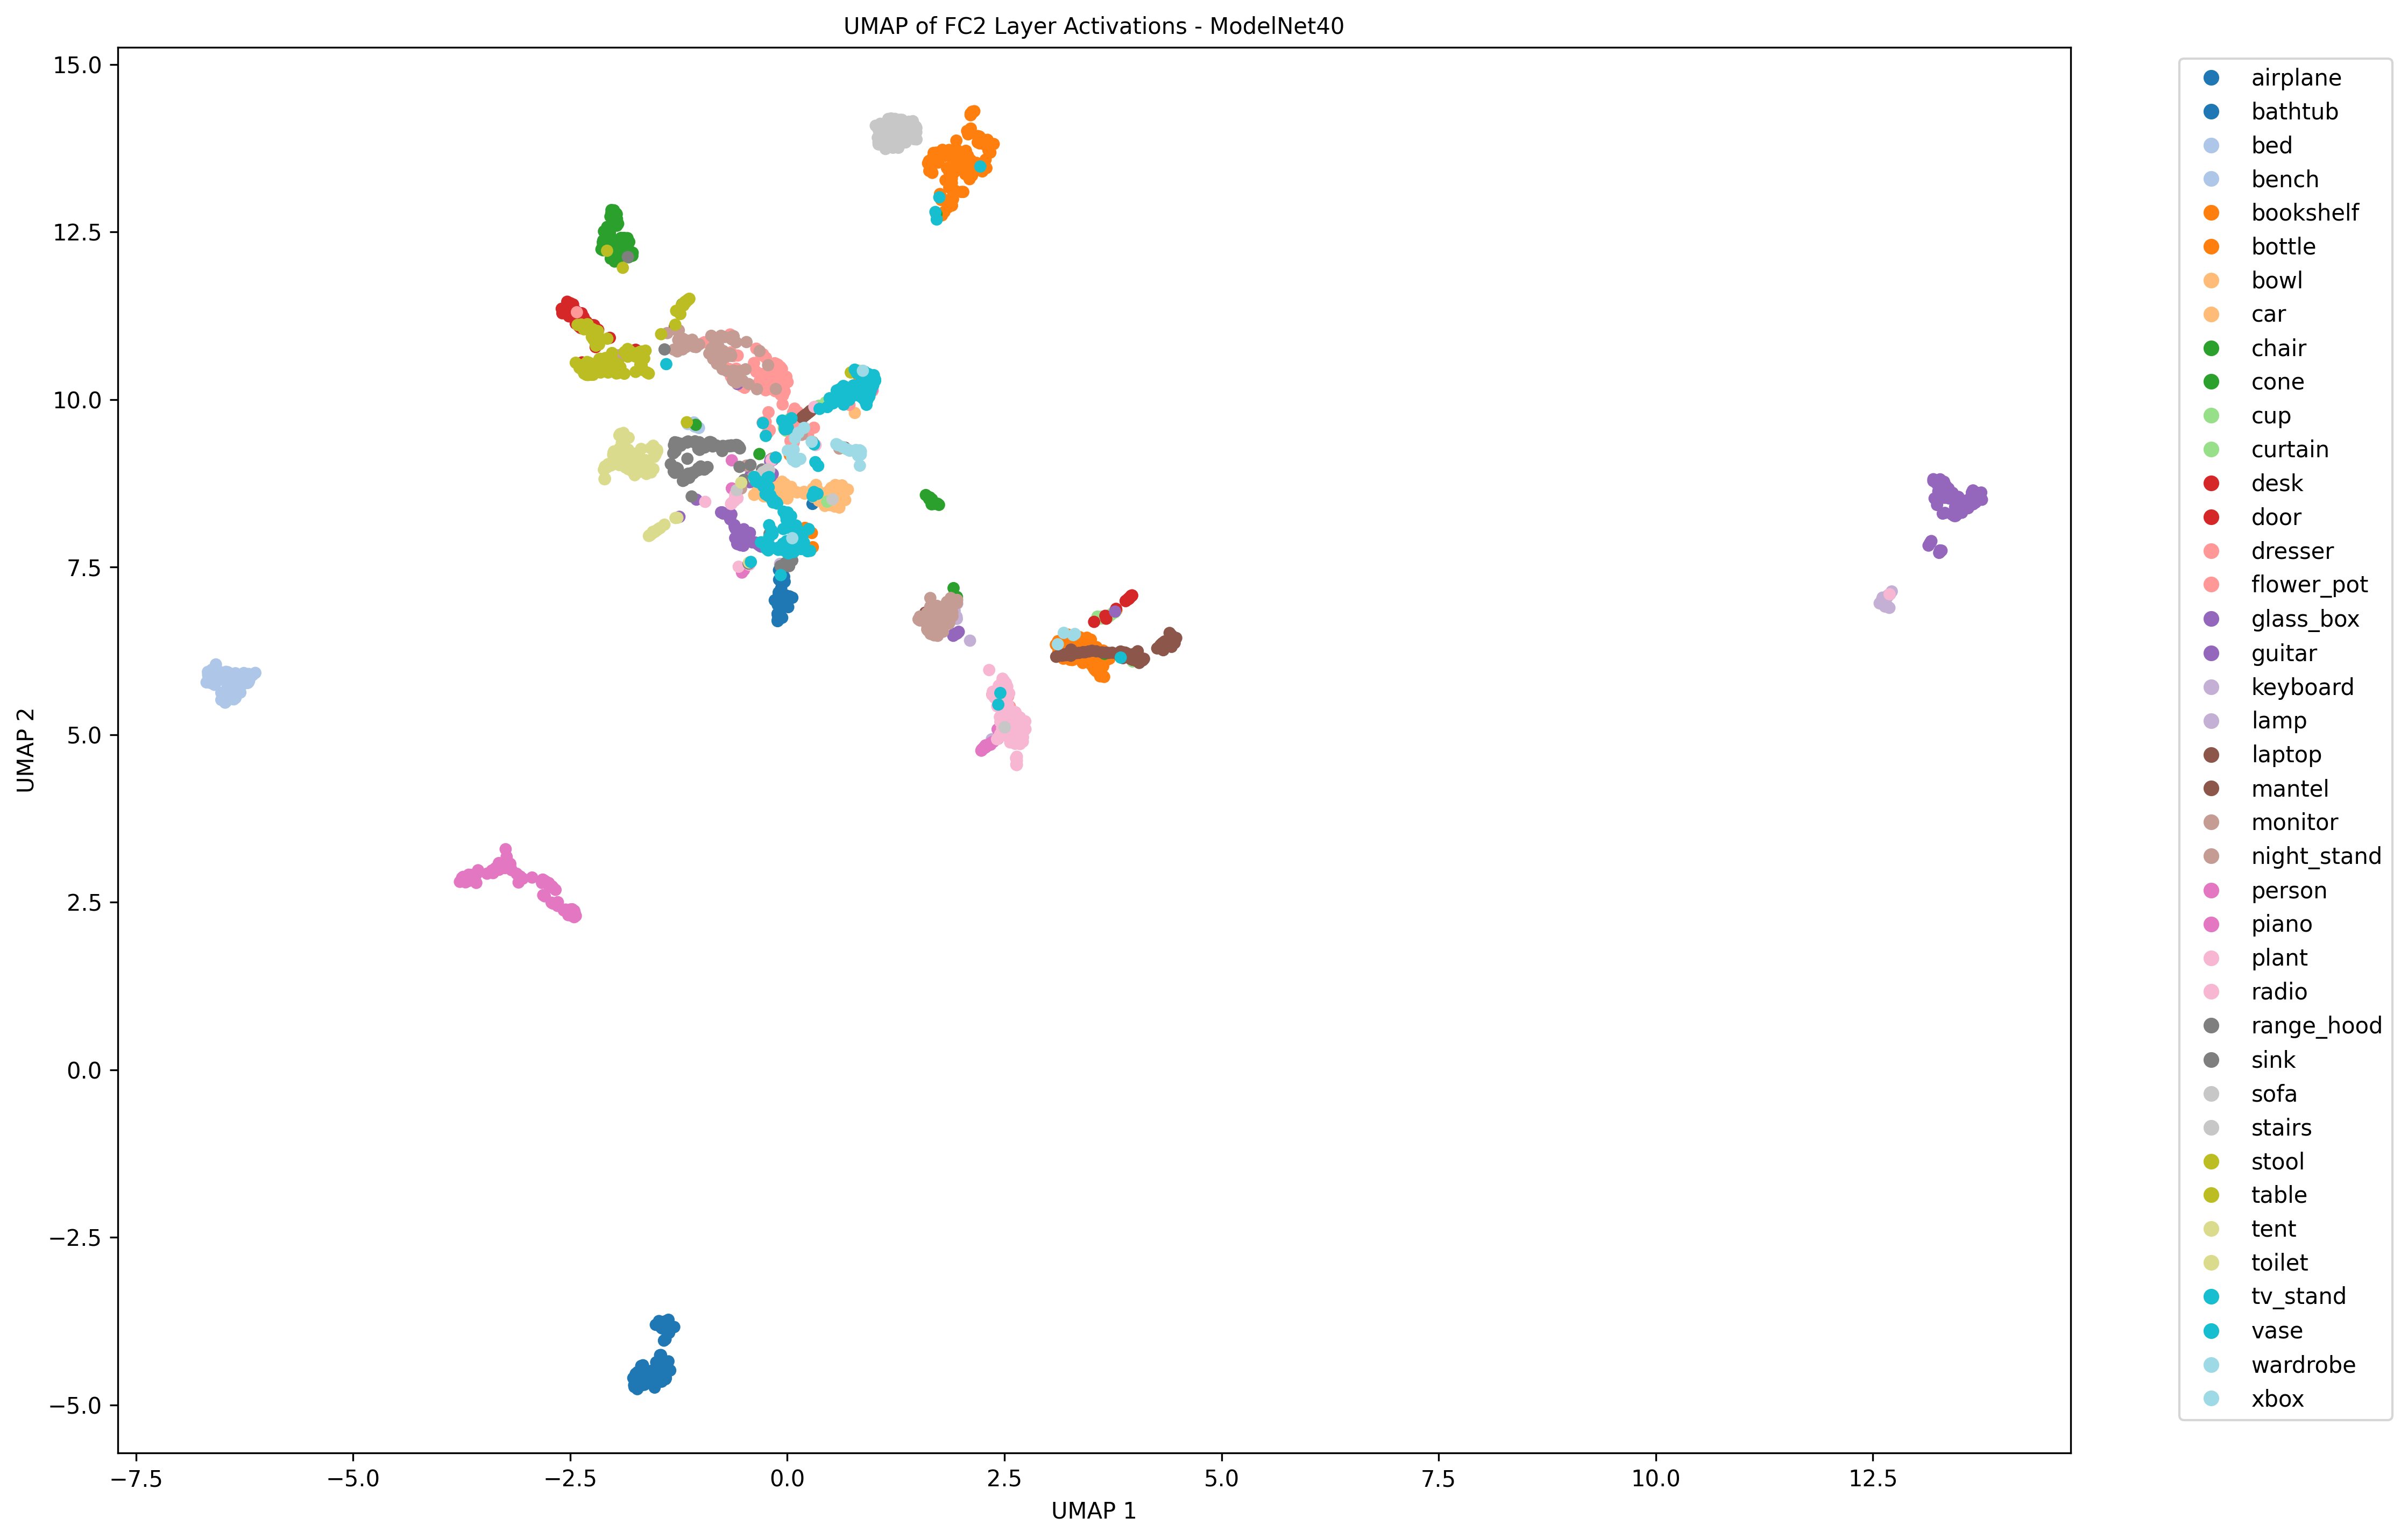 UMAP of FC2 Layer Activations - ModelNet40
15.0
12.5
10.0
7.5
5.0
2.5
0.0
−2.5
−5.0
UMAP 2
−7.5
−5.0
−2.5
0.0
2.5
5.0
7.5
10.0
12.5
UMAP 1
airplane
bathtub
bed
bench
bookshelf
bottle
bowl
car
chair
cone
cup
curtain
desk
door
dresser
flower_pot
glass_box
guitar
keyboard
lamp
laptop
mantel
monitor
night_stand
person
piano
plant
radio
range_hood
sink
sofa
stairs
stool
table
tent
toilet
tv_stand
vase
wardrobe
xbox